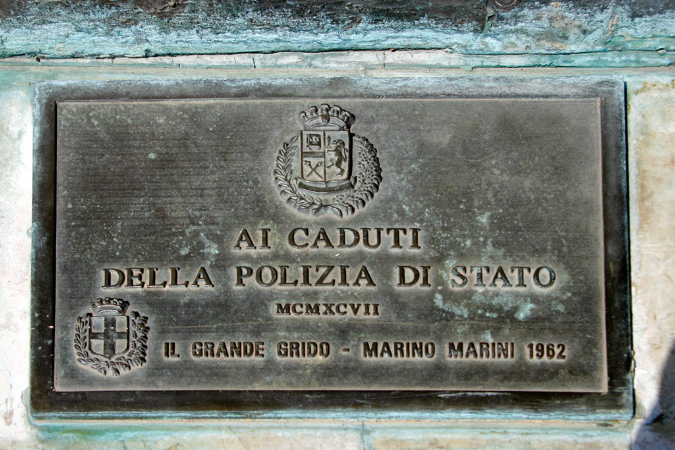 AI CADUTI
DELLA POLIZIA DI STATO
MCMXCVII
IL GRANDE GRIDO - MARINO MARINI 1962